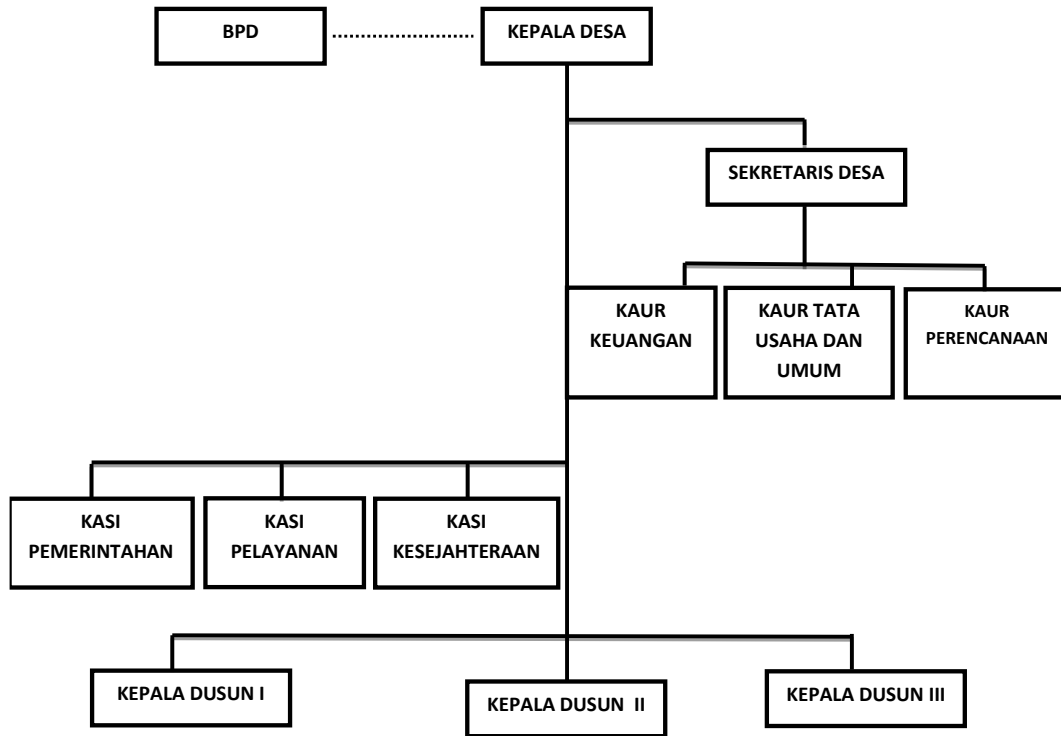 BPD
KEPALA DESA
SEKRETARIS DESA
KAUR
KEUANGAN
KAUR TATA
USAHA DAN
UMUM
KAUR
PERENCANAAN
KASI
PEMERINTAHAN
KASI
PELAYANAN
KASI
KESEJAHTERAAN
KEPALA DUSUN I
KEPALA DUSUN II
KEPALA DUSUN III